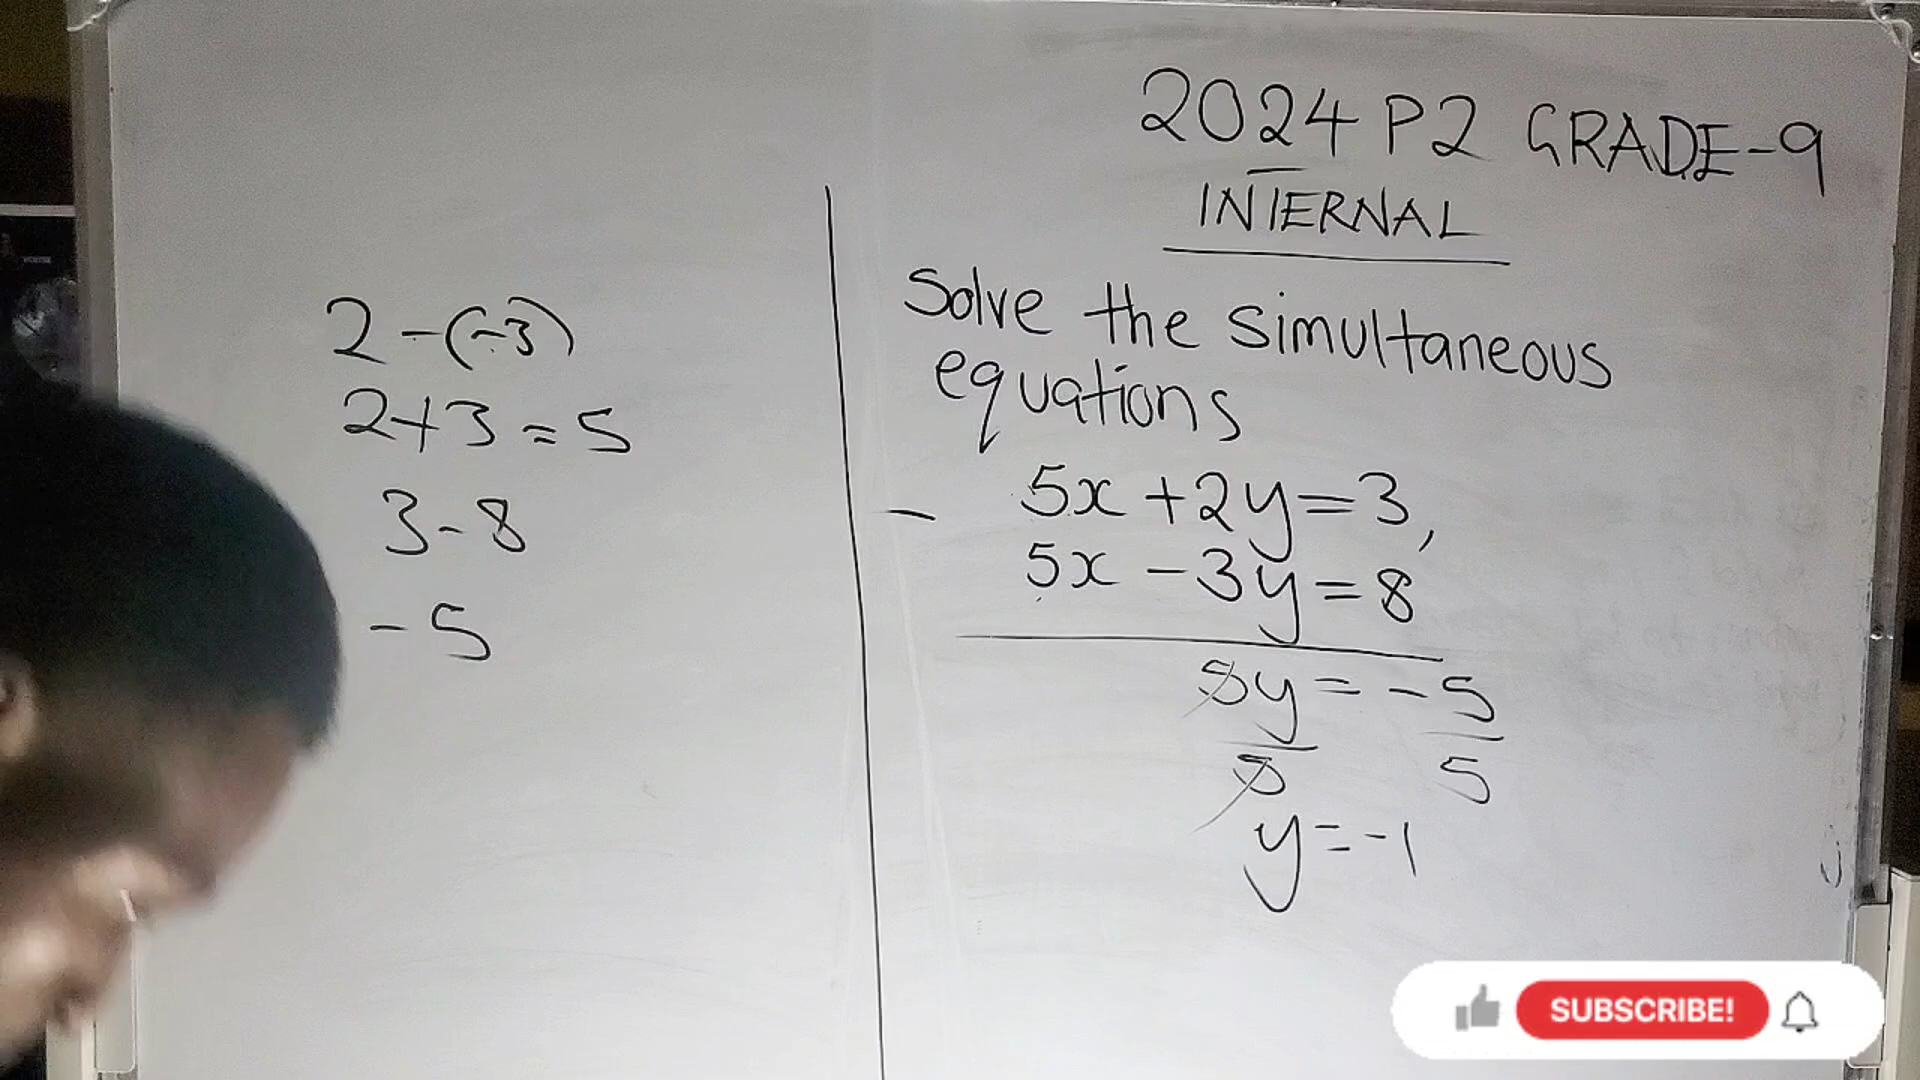 2024 P2 GRADE-9
INTERNAL
Solve the simultaneous
equations
5x + 2y = 3,
5x - 3y = 8
5y = -5
5 5
y = -1
2 - (-3)
2 + 3 = 5
3 - 8
- 5
SUBSCRIBE!